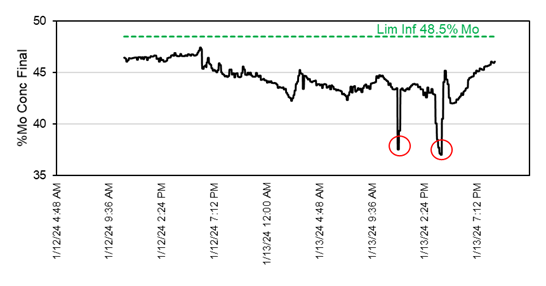 50
Lim Inf 48.5% Mo
%Mo Conc Final
45
40
35
1/12/24 4:48 AM
1/12/24 9:36 AM
1/12/24 2:24 PM
1/12/24 7:12 PM
1/13/24 12:00 AM
1/13/24 4:48 AM
1/13/24 9:36 AM
1/13/24 2:24 PM
1/13/24 7:12 PM